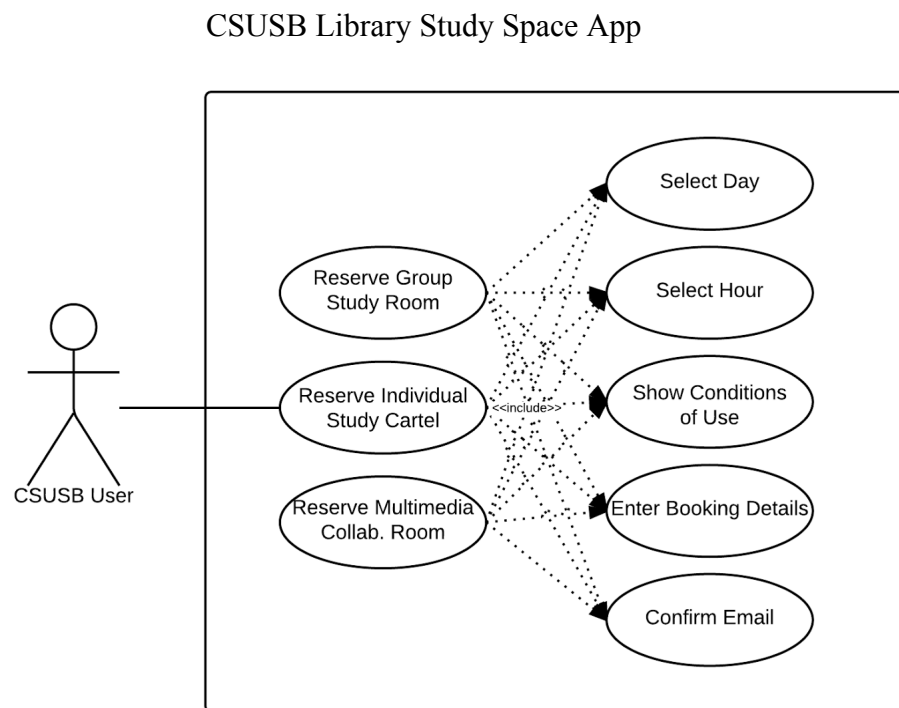 CSUSB Library Study Space App
Select Day
Reserve Group
Study Room
Select Hour
Reserve Individual
Study Cartel
<<include>>
Show Conditions
of Use
CSUSB User
Reserve Multimedia
Collab. Room
Enter Booking Details
Confirm Email